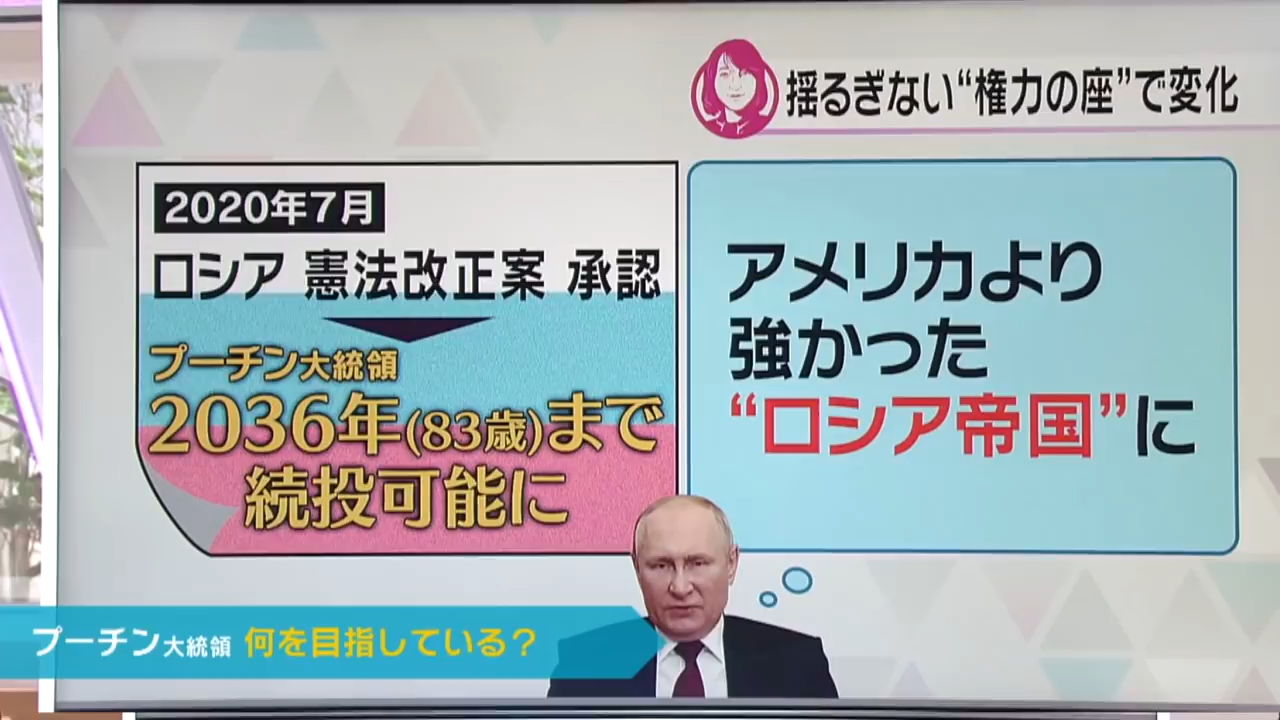 揺るぎない“権力の座”で変化
2020年7月
ロシア 憲法改正案 承認
プーチン大統領
2036年(83歳)まで
続投可能に
アメリカより
強かった
“ロシア帝国”に
プーチン大統領 何を目指している？